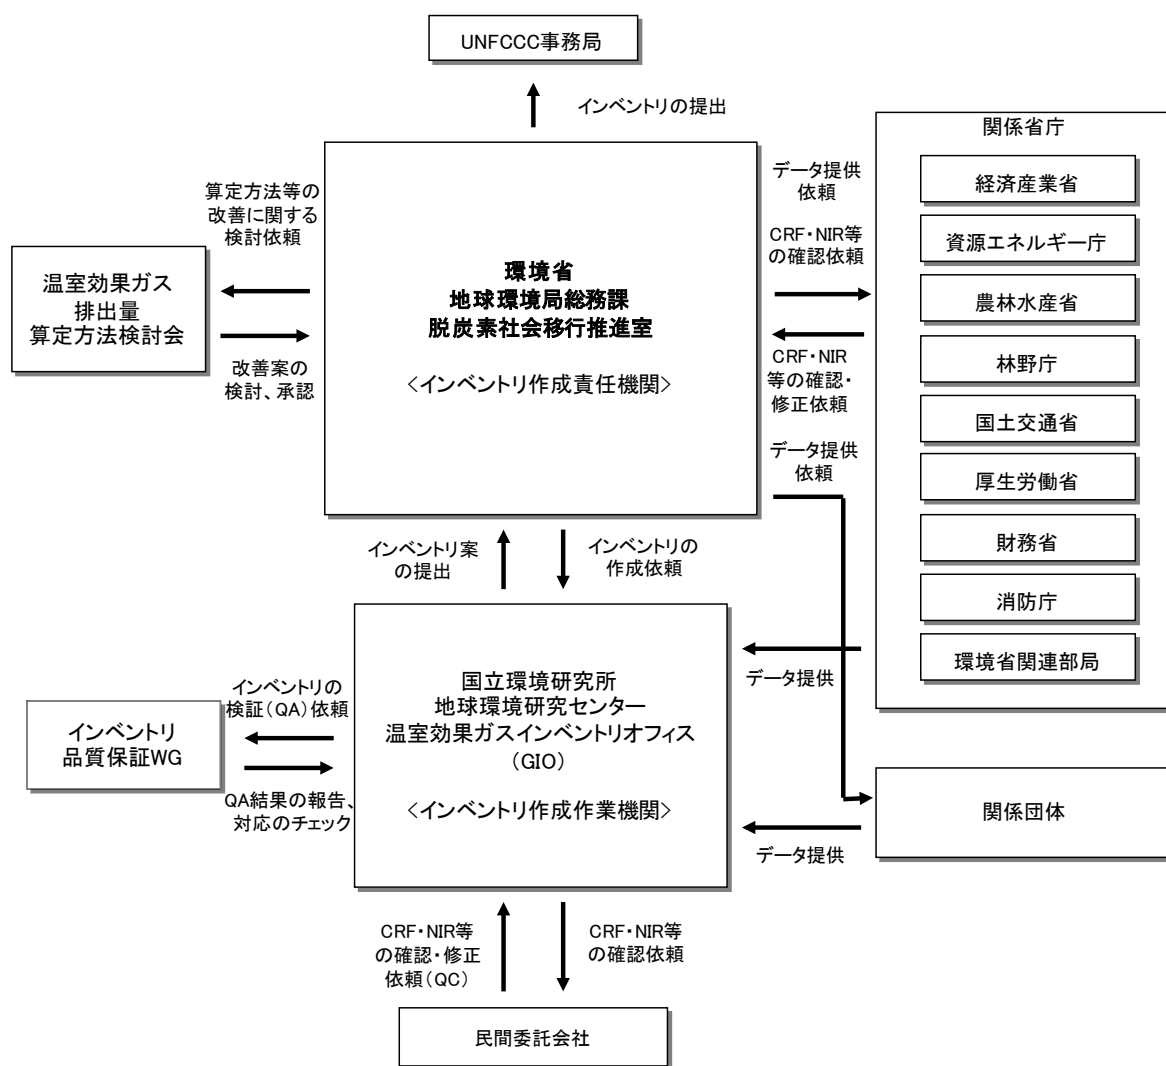 UNFCCC事務局
インベントリの提出
算定方法等の
改善に関する
検討依頼
温室効果ガス
排出量
算定方法検討会
改善案の
検討、承認
環境省
地球環境局総務課
脱炭素社会移行推進室
<インベントリ作成責任機関>
データ提供
依頼
CRF・NIR等
の確認依頼
CRF・NIR
等の確認・
修正依頼
データ提供
依頼
関係省庁
経済産業省
資源エネルギー庁
農林水産省
林野庁
国土交通省
厚生労働省
財務省
消防庁
環境省関連部局
インベントリ案
の提出
インベントリの
作成依頼
国立環境研究所
地球環境研究センター
温室効果ガスインベントリオフィス
(GIO)
<インベントリ作成作業機関>
データ提供
インベントリの
検証(QA)依頼
インベントリ
品質保証WG
QA結果の報告、
対応のチェック
関係団体
データ提供
CRF・NIR等
の確認・修正
依頼(QC)
CRF・NIR等
の確認依頼
民間委託会社